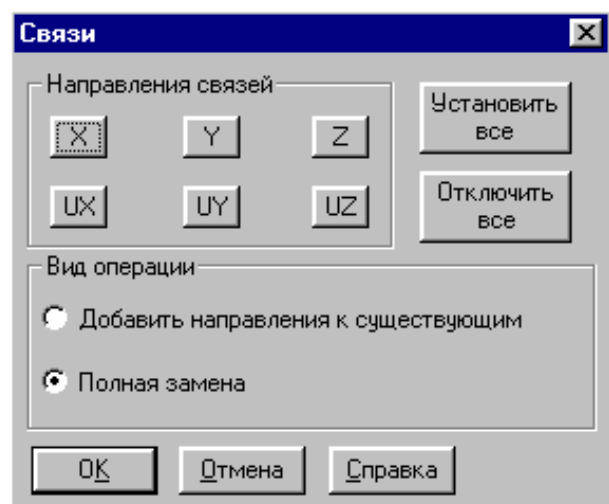 Связи
Направления связей
X Y Z
UX UY UZ
Установить
все
Отключить
все
Вид операции
Добавить направления к существующим
Полная замена
OK Отмена Справка